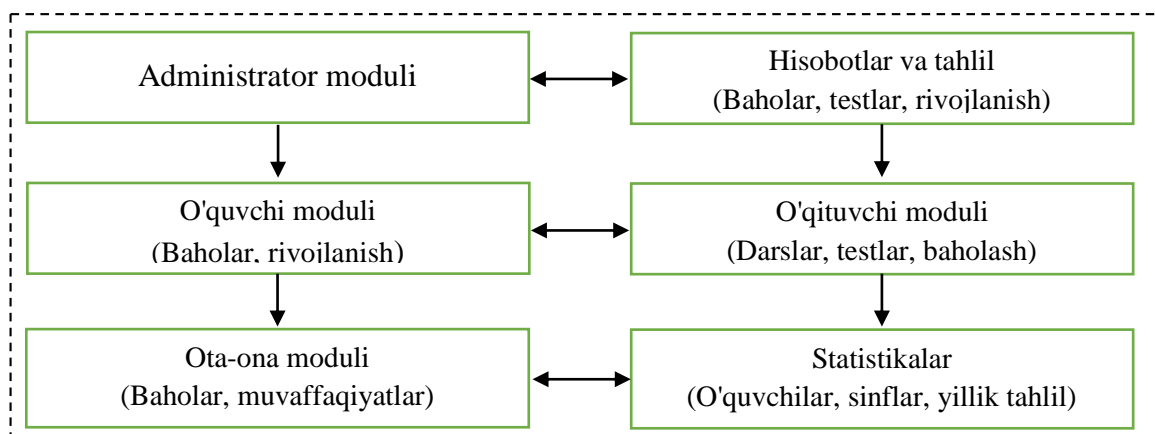 Administrator moduli
Hisobotlar va tahlil
(Baholar, testlar, rivojlanish)
O'quvchi moduli
(Baholar, rivojlanish)
O'qituvchi moduli
(Darslar, testlar, baholash)
Ota-ona moduli
(Baholar, muvaffaqiyatlar)
Statistikalar
(O'quvchilar, sinflar, yillik tahlil)